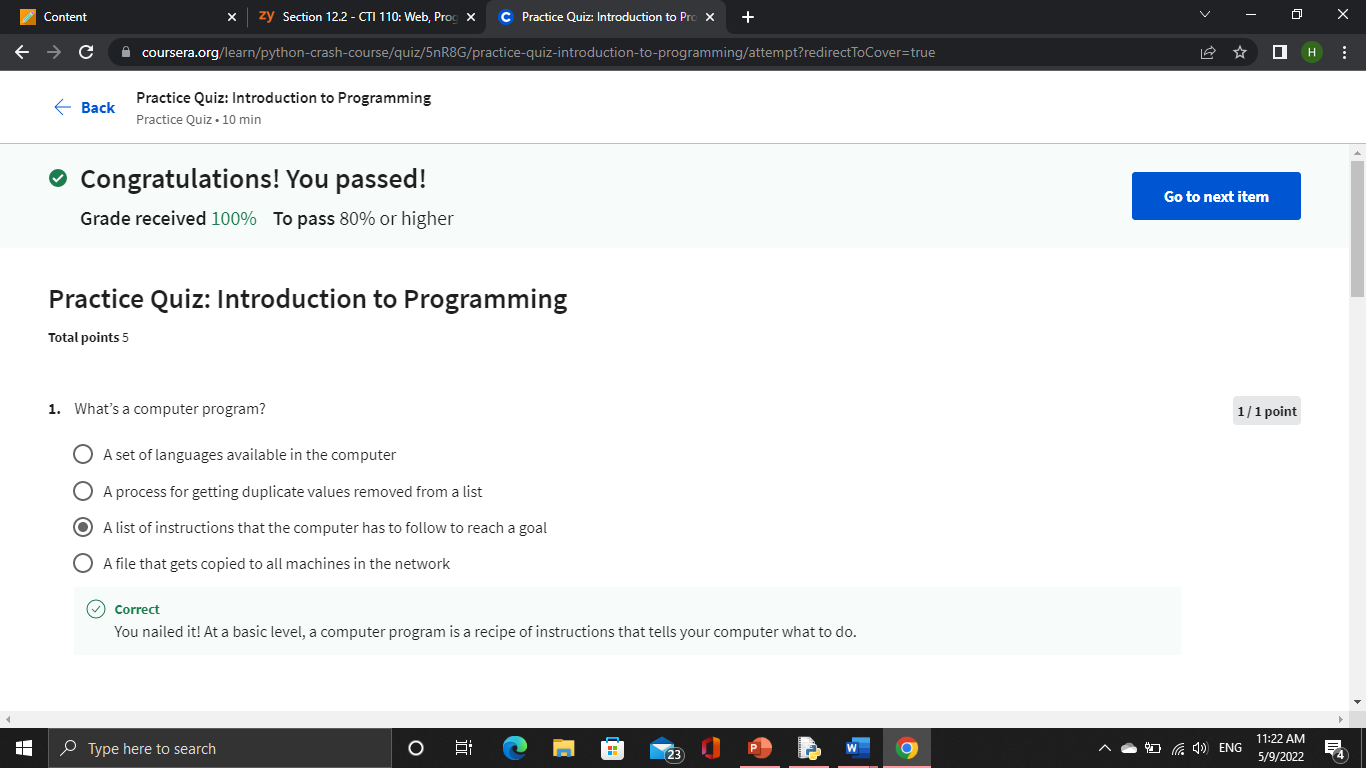 Content
zy Section 12.2 - CTI 110: Web, Prog
C Practice Quiz: Introduction to Pro
coursera.org/learn/python-crash-course/quiz/5nR8G/practice-quiz-introduction-to-programming/attempt?redirectToCover=true
H
Back
Practice Quiz: Introduction to Programming
Practice Quiz • 10 min
Congratulations! You passed!
Grade received 100% To pass 80% or higher
Go to next item
Practice Quiz: Introduction to Programming
Total points 5
1. What's a computer program?
1 / 1 point
A set of languages available in the computer
A process for getting duplicate values removed from a list
A list of instructions that the computer has to follow to reach a goal
A file that gets copied to all machines in the network
Correct
You nailed it! At a basic level, a computer program is a recipe of instructions that tells your computer what to do.
Type here to search
23
P
W
ENG
11:22 AM
5/9/2022
4